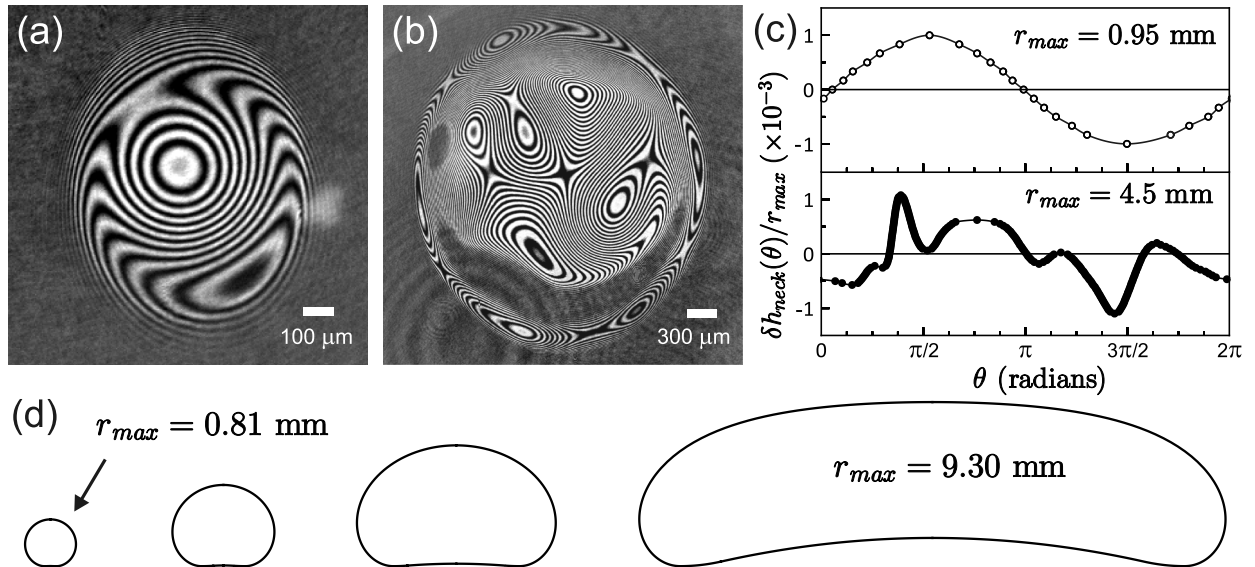 (a)
100 μm
(b)
300 μm
(c)
δh_neck(θ)/r_max (×10⁻³)
1
0
-1
r_max = 0.95 mm
1
0
-1
r_max = 4.5 mm
0 π/2 π 3π/2 2π
θ (radians)
(d)
r_max = 0.81 mm
r_max = 9.30 mm